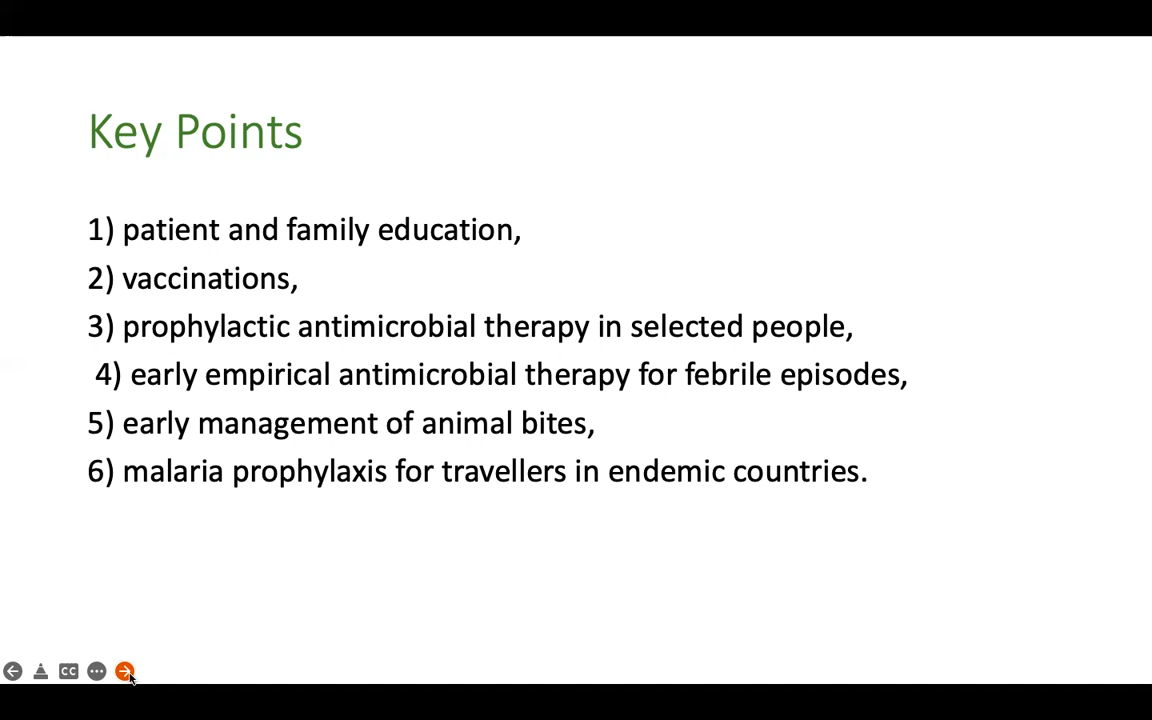 Key Points
1) patient and family education,
2) vaccinations,
3) prophylactic antimicrobial therapy in selected people,
4) early empirical antimicrobial therapy for febrile episodes,
5) early management of animal bites,
6) malaria prophylaxis for travellers in endemic countries.
CC